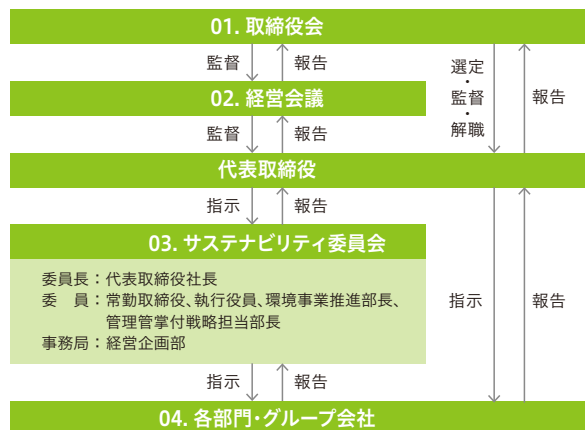 01. 取締役会
監督
報告
選定・監督・解職
報告
02. 経営会議
監督
報告
代表取締役
指示
報告
03. サステナビリティ委員会
委員長：代表取締役社長
委　員：常勤取締役、執行役員、環境事業推進部長、
管理管掌付戦略担当部長
事務局：経営企画部
指示
報告
指示
報告
04. 各部門・グループ会社